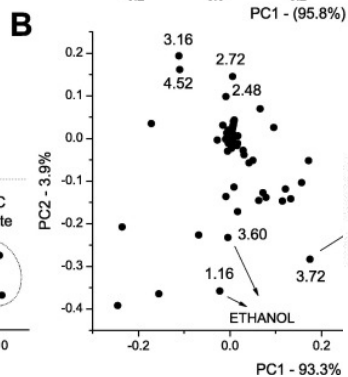 PC1 - (95.8%)
B
3.16
0.2
2.72
4.52
0.1
2.48
0.0
-0.1
C
te
PC2 - 3.9%
-0.2
3.60
-0.3
1.16
3.72
-0.4
ETHANOL
0
-0.2
0.0
0.2
PC1 - 93.3%